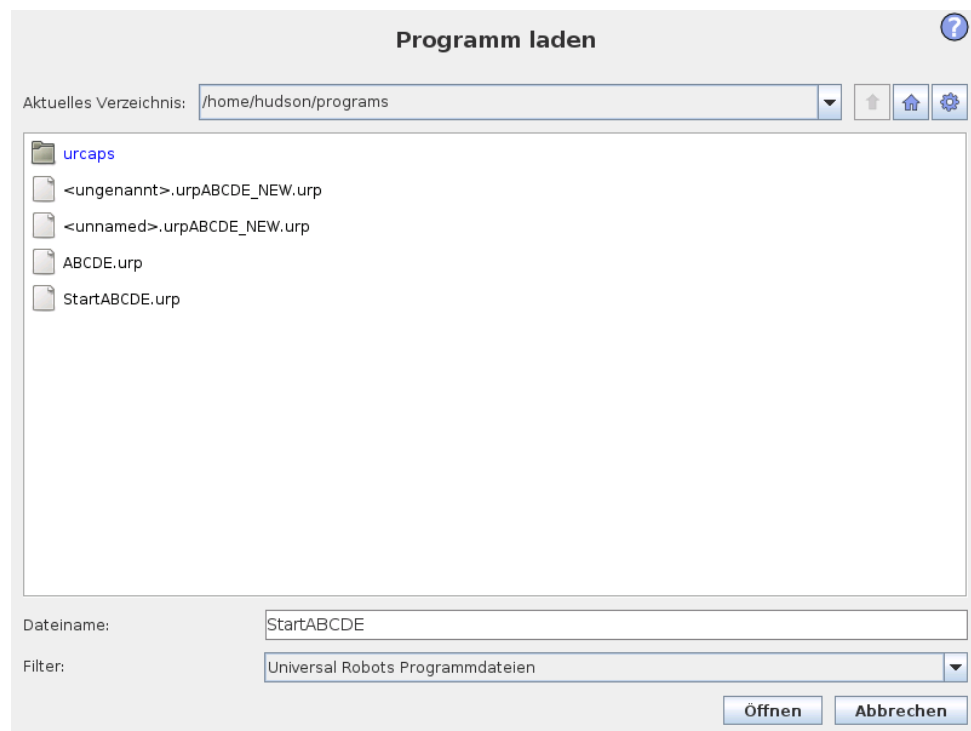 Programm laden
?
Aktuelles Verzeichnis: /home/hudson/programs
urcaps
<ungenannt>.urpABCDE_NEW.urp
<unnamed>.urpABCDE_NEW.urp
ABCDE.urp
StartABCDE.urp
Dateiname: StartABCDE
Filter: Universal Robots Programmdateien
Öffnen Abbrechen